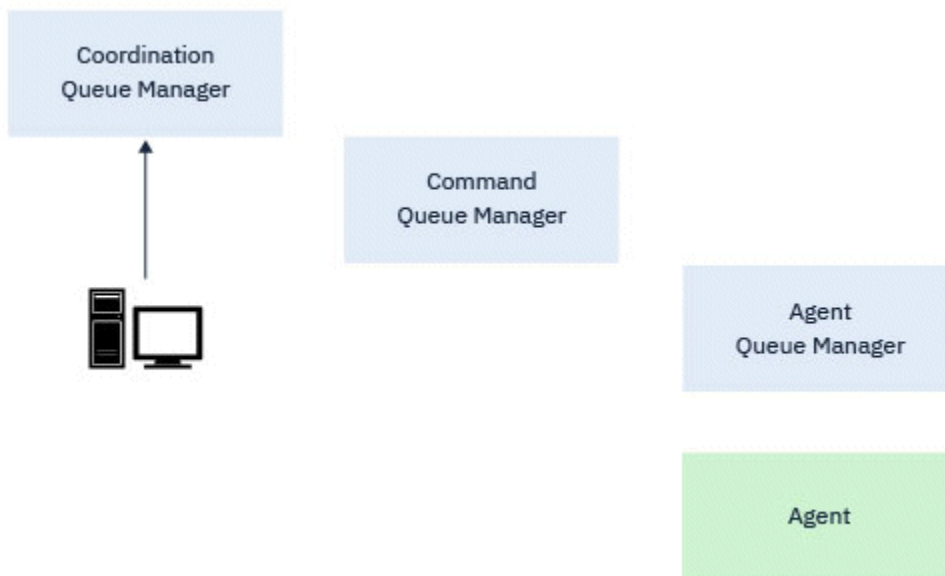 Coordination
Queue Manager
Command
Queue Manager
Agent
Queue Manager
Agent